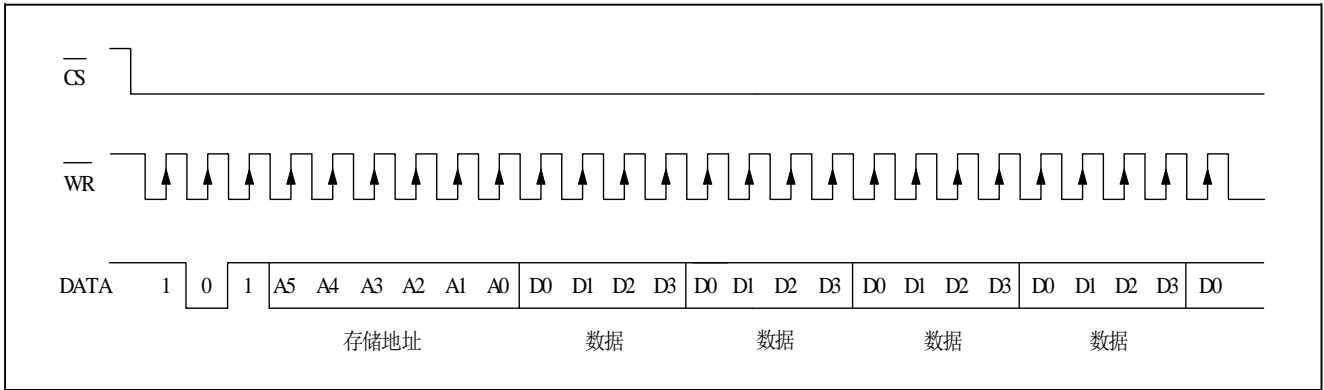 CS
WR
DATA 1 0 1 A5 A4 A3 A2 A1 A0 D0 D1 D2 D3 D0 D1 D2 D3 D0 D1 D2 D3 D0 D1 D2 D3 D0
存储地址 数据 数据 数据 数据